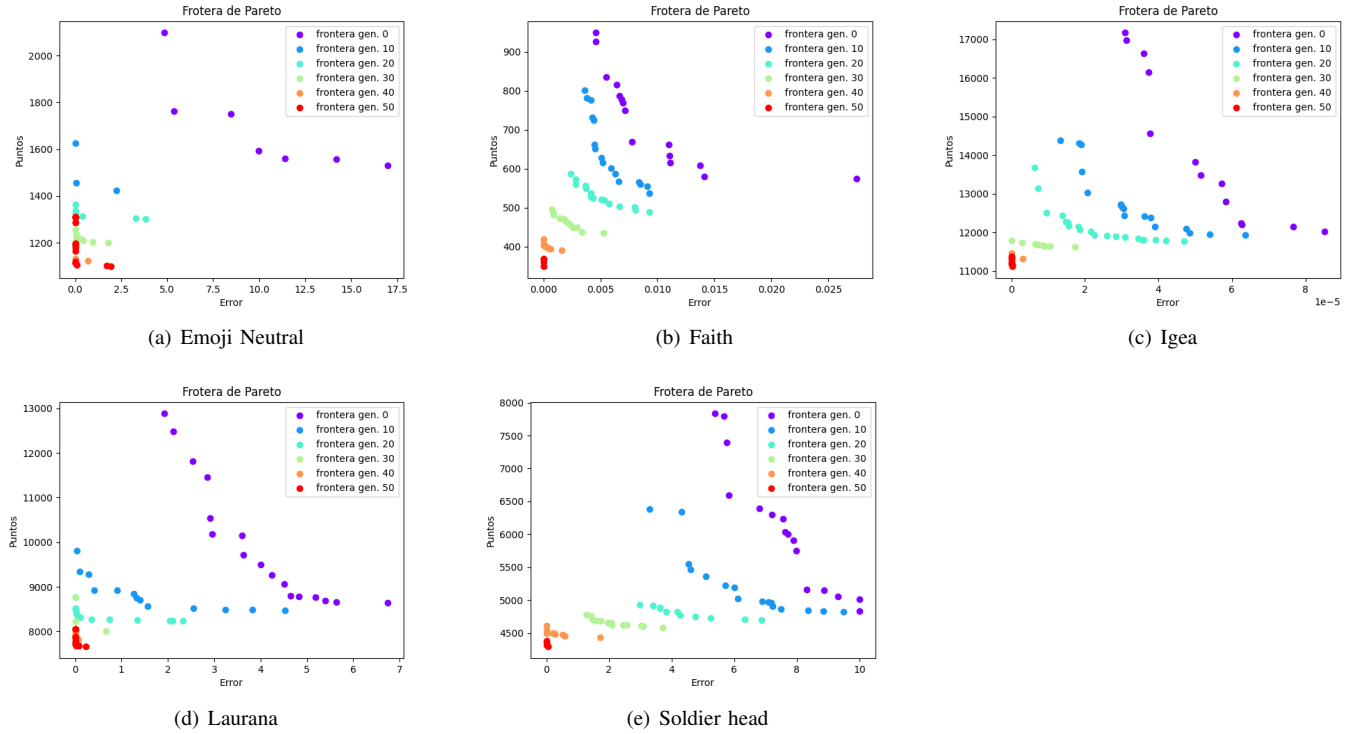 Frotera de Pareto
2000
1800
1600
1400
1200
Puntos
0.0
2.5
5.0
7.5
10.0
12.5
15.0
17.5
Error
frontera gen. 0
frontera gen. 10
frontera gen. 20
frontera gen. 30
frontera gen. 40
frontera gen. 50
(a) Emoji Neutral
Frotera de Pareto
900
800
700
600
500
400
Puntos
0.000
0.005
0.010
0.015
0.020
0.025
Error
frontera gen. 0
frontera gen. 10
frontera gen. 20
frontera gen. 30
frontera gen. 40
frontera gen. 50
(b) Faith
Frotera de Pareto
17000
16000
15000
14000
13000
12000
11000
Puntos
0
2
4
6
8
1e−5
Error
frontera gen. 0
frontera gen. 10
frontera gen. 20
frontera gen. 30
frontera gen. 40
frontera gen. 50
(c) Igea
Frotera de Pareto
13000
12000
11000
10000
9000
8000
Puntos
0
1
2
3
4
5
6
7
Error
frontera gen. 0
frontera gen. 10
frontera gen. 20
frontera gen. 30
frontera gen. 40
frontera gen. 50
(d) Laurana
Frotera de Pareto
8000
7500
7000
6500
6000
5500
5000
4500
Puntos
0
2
4
6
8
10
Error
frontera gen. 0
frontera gen. 10
frontera gen. 20
frontera gen. 30
frontera gen. 40
frontera gen. 50
(e) Soldier head